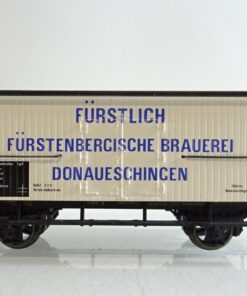 FÜRSTLICH
FÜRSTENBERGISCHE BRAUEREI
DONAUESCHINGEN